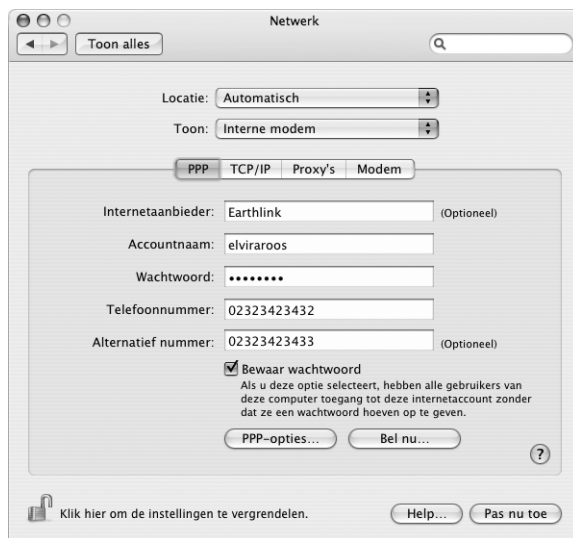 Netwerk
Toon alles
Locatie: Automatisch
Toon: Interne modem
PPP TCP/IP Proxy's Modem
Internetaanbieder: Earthlink (Optioneel)
Accountnaam: elviraroos
Wachtwoord: ••••••••
Telefoonnummer: 02323423432
Alternatief nummer: 02323423433 (Optioneel)
Bewaar wachtwoord
Als u deze optie selecteert, hebben alle gebruikers van
deze computer toegang tot deze internetaccount zonder
dat ze een wachtwoord hoeven op te geven.
PPP-opties... Bel nu...
?
Klik hier om de instellingen te vergrendelen. Help... Pas nu toe